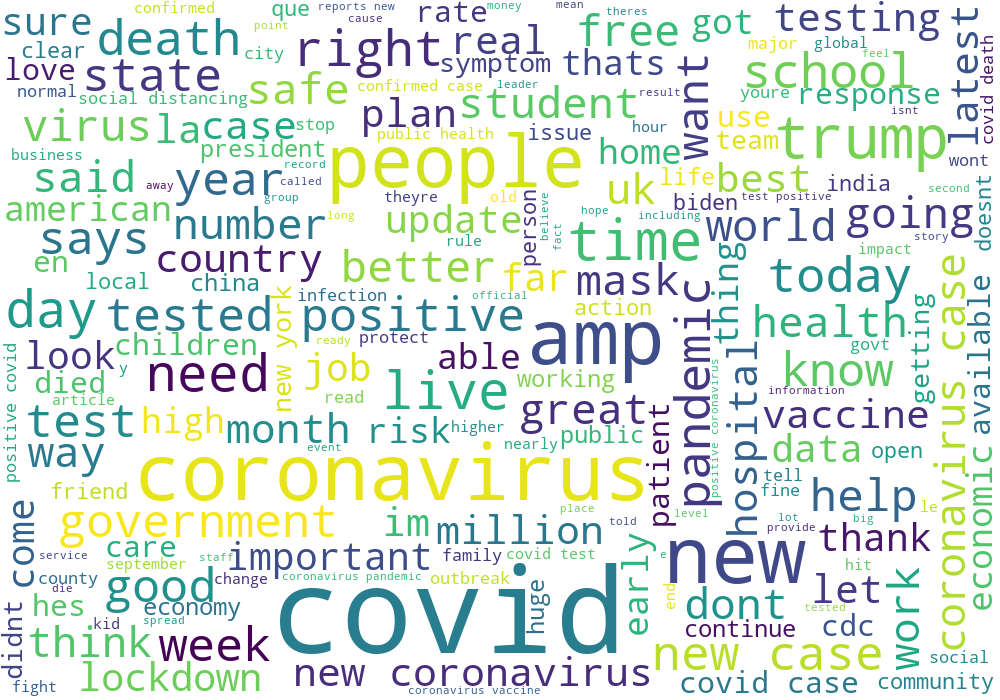 sure
confirmed
death
que
reports new
cause
rate
money
mean
theres
got
testing
latest
clear
city
point
right
real
free
major
global
feel
love
state
symptom
thats
school
covid death
normal
social distancing
safe
confirmed case
leader
result
want
youre
response
isnt
virus
la
case
stop
plan
student
use
team
trump
public health
issue
hour
home
wont
business
president
record
people
said
away
year
called
group
theyre
long
old
uk
life
best
india
second
american
number
update
person
believe
fact
hope
including
biden
test positive
world
going
doesnt
says
rule
time
story
impact
en
country
better
far
mask
thing
today
local
china
infection
official
action
pandemic
day
new york
tested positive
amp
health
coronavirus case
available
look
children
ready
protect
govt
getting
positive covid
died
y
need
job
able
know
article
read
live
working
information
test
high
month
risk
higher
great
public
patient
positive coronavirus
hospital
vaccine
way
event
nearly
data
open
coronavirus
tell
fine
friend
place
level
lot
big
help
le
economic
come
government
im
million
told
provide
care
service
september
staff
important
family
covid test
early
e
new
thank
county
die
change
coronavirus pandemic
outbreak
huge
end
hit
hes
good
economy
covid
dont
let
tested
work
didnt
kid
spread
continue
cdc
think
week
new case
social
fight
lockdown
new coronavirus
coronavirus vaccine
covid case
community